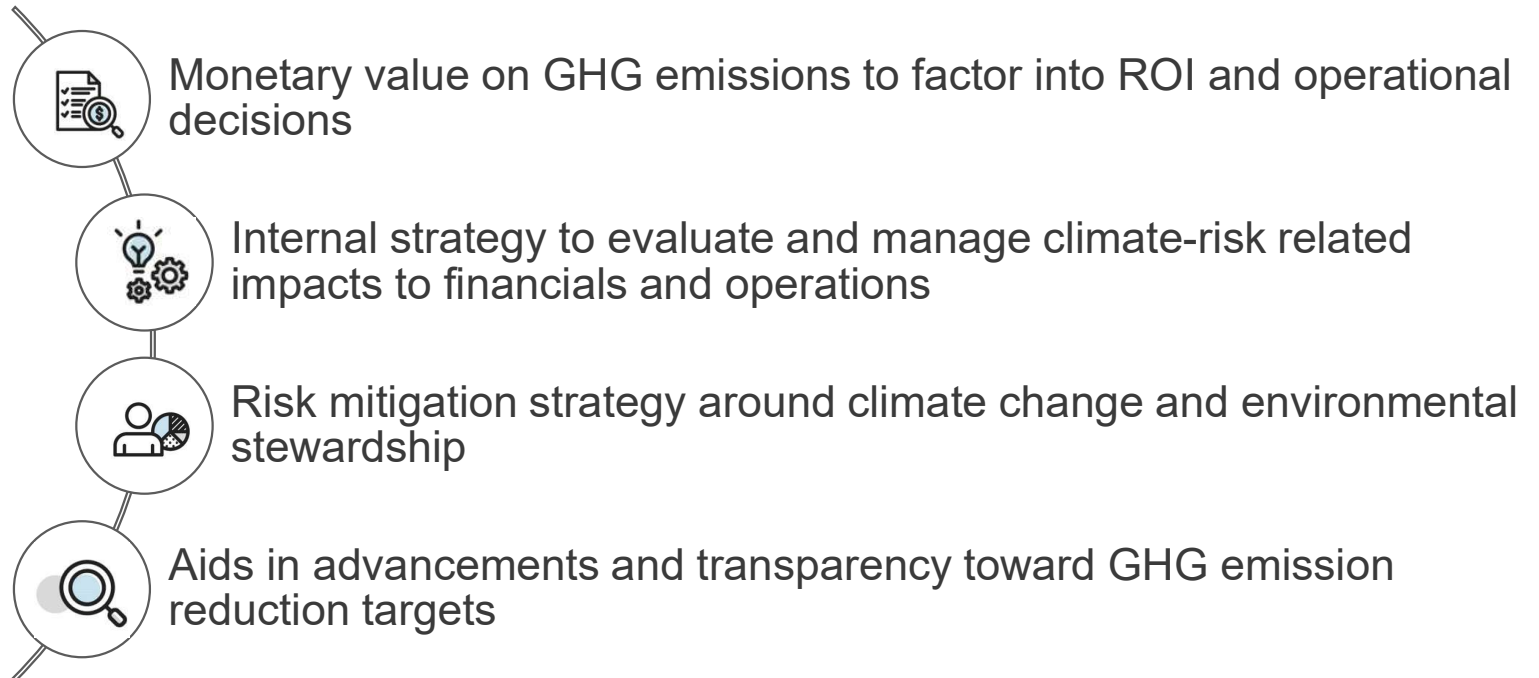 Monetary value on GHG emissions to factor into ROI and operational
decisions
Internal strategy to evaluate and manage climate-risk related
impacts to financials and operations
Risk mitigation strategy around climate change and environmental
stewardship
Aids in advancements and transparency toward GHG emission
reduction targets